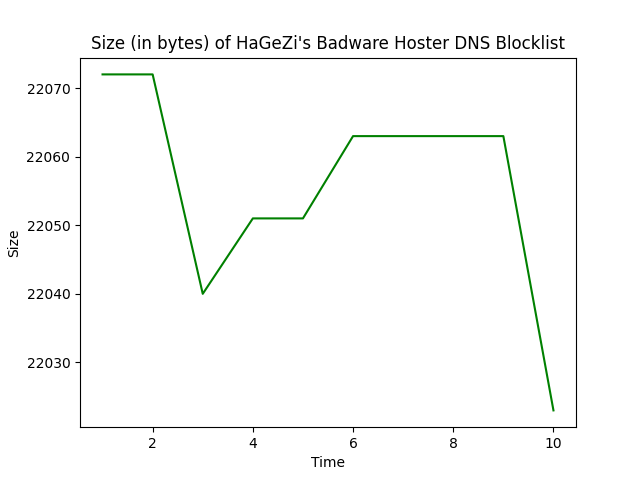 Size (in bytes) of HaGeZi's Badware Hoster DNS Blocklist
22070
22060
22050
22040
22030
Size
2 4 6 8 10
Time